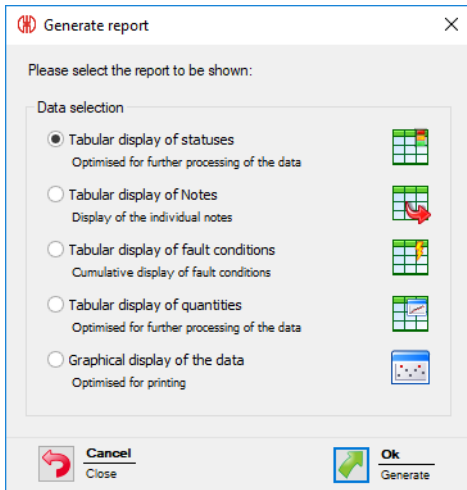 Generate report
Please select the report to be shown:
Data selection
Tabular display of statuses
Optimised for further processing of the data
Tabular display of Notes
Display of the individual notes
Tabular display of fault conditions
Cumulative display of fault conditions
Tabular display of quantities
Optimised for further processing of the data
Graphical display of the data
Optimised for printing
Cancel
Close
Ok
Generate